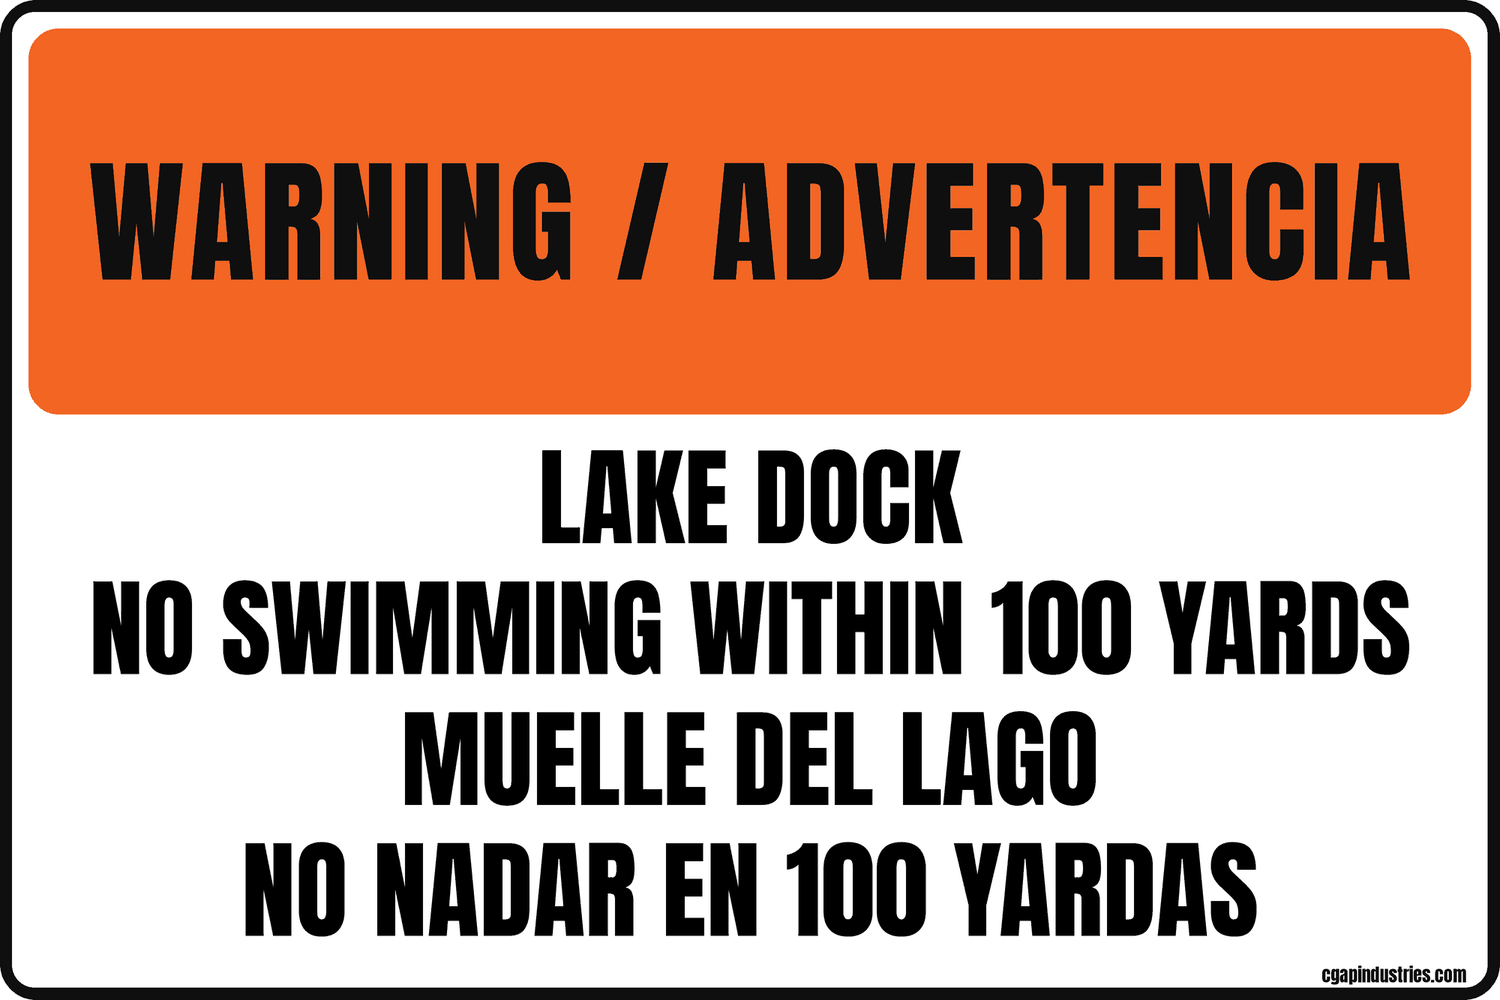 WARNING / ADVERTENCIA
LAKE DOCK
NO SWIMMING WITHIN 100 YARDS
MUELLE DEL LAGO
NO NADAR EN 100 YARDAS
cgapindustries.com